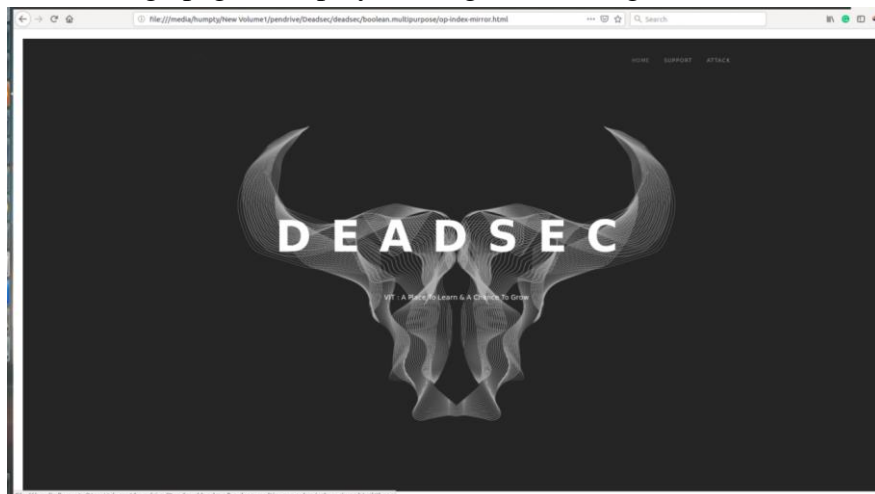 file:///media/humpty/New Volume1/pendrive/Deadsec/deadsec/boolean.multipurpose/op-index-mirror.html
Search
HOME SUPPORT ATTACK
DEADSEC
VIT : A Place To Learn & A Chance To Grow